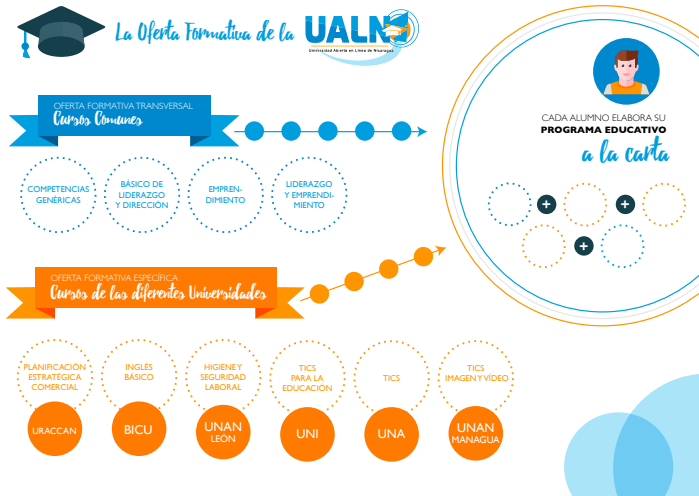 La Oferta Formativa de la UALN
Universidad Abierta en Línea de Nicaragua
OFERTA FORMATIVA TRANSVERSAL
Cursos Comunes
COMPETENCIAS
GENÉRICAS
BÁSICO DE
LIDERAZGO
Y DIRECCIÓN
EMPREN-
DIMIENTO
LIDERAZGO
Y EMPRENDI-
MIENTO
CADA ALUMNO ELABORA SU
PROGRAMA EDUCATIVO
a la carta
+
+
+
OFERTA FORMATIVA ESPECÍFICA
Cursos de las diferentes Universidades
PLANIFICACIÓN
ESTRATÉGICA
COMERCIAL
URACCAN
INGLÉS
BÁSICO
BICU
HIGIENE Y
SEGURIDAD
LABORAL
UNAN
LEÓN
TICS
PARA LA
EDUCACIÓN
UNI
TICS
UNA
TICS
IMAGEN Y VÍDEO
UNAN
MANAGUA